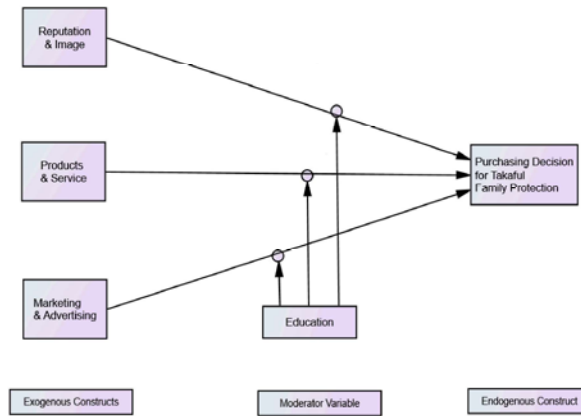 Reputation
& Image
Products
& Service
Purchasing Decision
for Takaful
Family Protection
Marketing
& Advertising
Education
Exogenous Constructs
Moderator Variable
Endogenous Construct